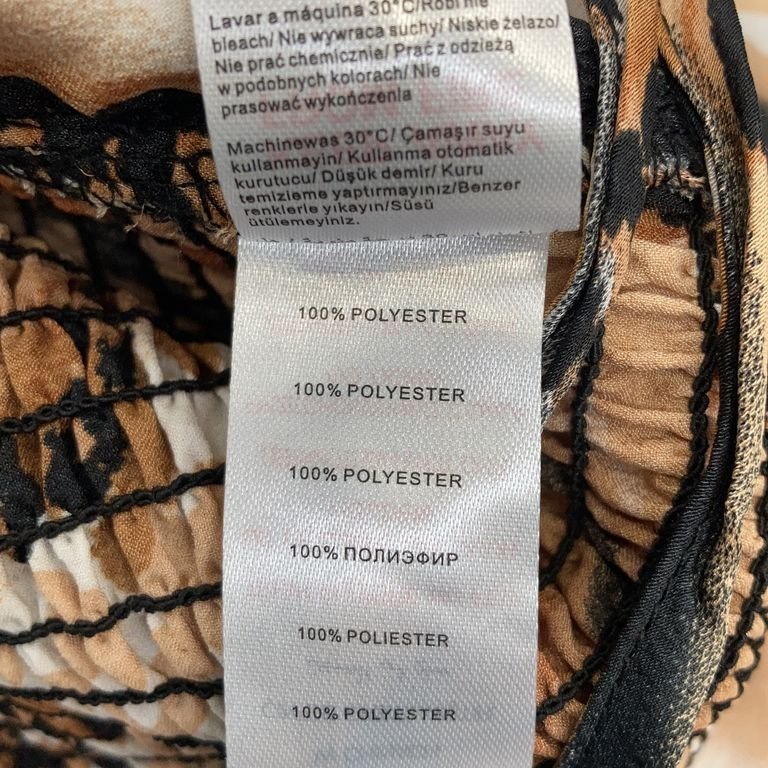 Lavar a máquina 30°C/Robi nie
bleach/ Nie wywraca suchy/ Niskie żelazo/
Nie prać chemicznie/ Prać z odzieżą
w podobnych kolorach/ Nie
prasować wykończenia
Machinewas 30°C/ Çamaşır suyu
kullanmayin/ Kullanma otomatik
kurutucu/ Düşük demir/ Kuru
temizleme yaptırmayınız/Benzer
renklerle yıkayın/Süsü
ütülemeyiniz.
100% POLYESTER
100% POLYESTER
100% POLYESTER
100% ПОЛИЭФИР
100% POLIESTER
100% POLYESTER